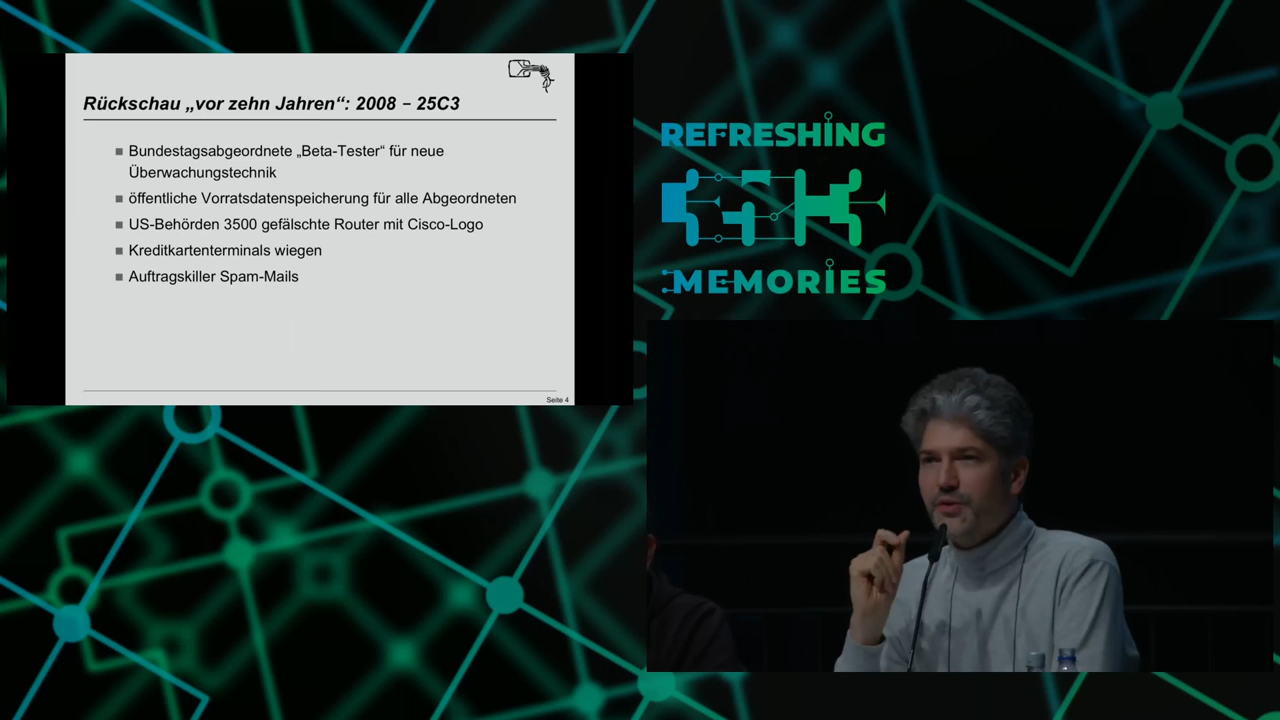 Rückschau „vor zehn Jahren“: 2008 – 25C3
Bundestagsabgeordnete „Beta-Tester“ für neue
Überwachungstechnik
öffentliche Vorratsdatenspeicherung für alle Abgeordneten
US-Behörden 3500 gefälschte Router mit Cisco-Logo
Kreditkartenterminals wiegen
Auftragskiller Spam-Mails
Seite 4
REFRESHING
MEMORIES